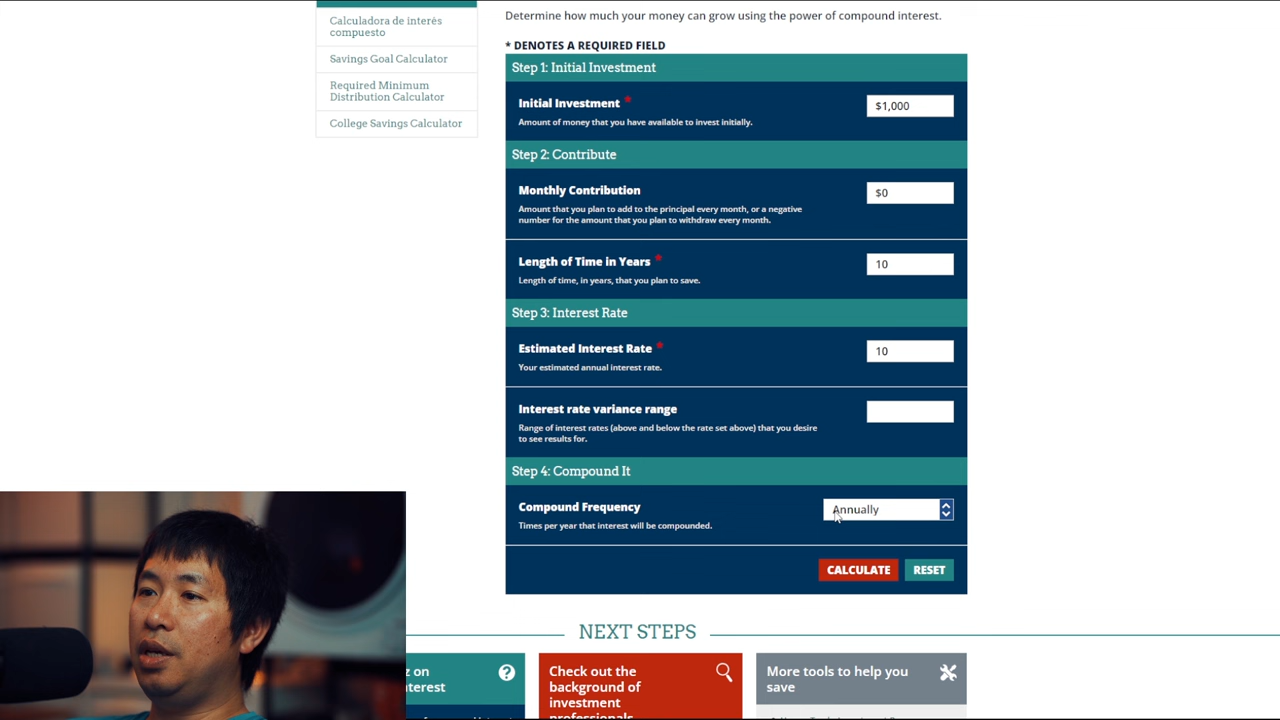 Calculadora de interés
compuesto
Savings Goal Calculator
Required Minimum
Distribution Calculator
College Savings Calculator
Determine how much your money can grow using the power of compound interest.
* DENOTES A REQUIRED FIELD
Step 1: Initial Investment
Initial Investment *
$1,000
Amount of money that you have available to invest initially.
Step 2: Contribute
Monthly Contribution
$0
Amount that you plan to add to the principal every month, or a negative
number for the amount that you plan to withdraw every month.
Length of Time in Years *
10
Length of time, in years, that you plan to save.
Step 3: Interest Rate
Estimated Interest Rate *
10
Your estimated annual interest rate.
Interest rate variance range
Range of interest rates (above and below the rate set above) that you desire
to see results for.
Step 4: Compound It
Compound Frequency
Annually
Times per year that interest will be compounded.
CALCULATE
RESET
NEXT STEPS
z on
terest
?
Check out the
background of
investment
professionals
More tools to help you
save